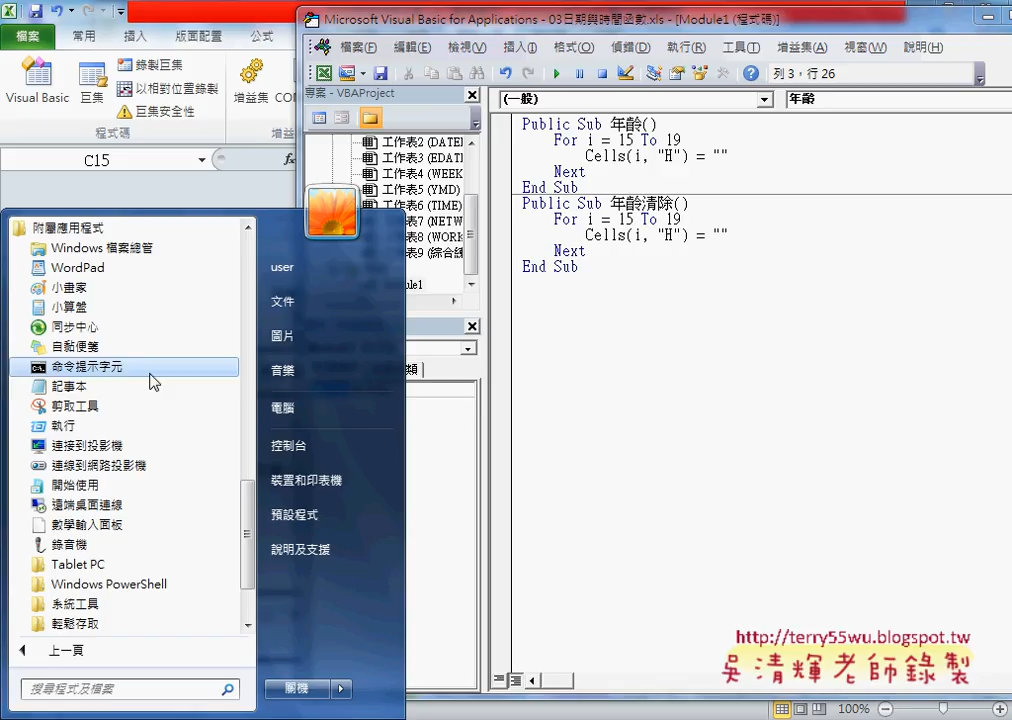 Microsoft Visual Basic for Applications - 03日期與時間函數.xls - [Module1 (程式碼)]
檔案 常用 插入 版面配置 公式
檔案(F) 編輯(E) 檢視(V) 插入(I) 格式(O) 偵錯(D) 執行(R) 工具(T) 增益集(A) 視窗(W) 說明(H)
Visual Basic
巨集
錄製巨集
以相對位置錄製
巨集安全性
程式碼
增益集
列 3，行 26
專案 - VBAProject
(一般)
年齡
C15
fx
工作表2 (DATE
工作表3 (EDAT
工作表4 (WEEK
工作表5 (YMD)
工作表6 (TIME)
表7 (NETW
表8 (WORK
表9 (綜合練
ule1
Public Sub 年齡()
For i = 15 To 19
Cells(i, "H") = ""
Next
End Sub
Public Sub 年齡清除()
For i = 15 To 19
Cells(i, "H") = ""
Next
End Sub
附屬應用程式
Windows 檔案總管
WordPad
小畫家
小算盤
同步中心
自黏便箋
命令提示字元
記事本
剪取工具
執行
連接到投影機
連線到網路投影機
開始使用
遠端桌面連線
數學輸入面板
錄音機
Tablet PC
Windows PowerShell
系統工具
輕鬆存取
上一頁
搜尋程式及檔案
user
文件
圖片
音樂
電腦
控制台
裝置和印表機
預設程式
說明及支援
關機
http://terry55wu.blogspot.tw
吳清輝老師錄製
100%